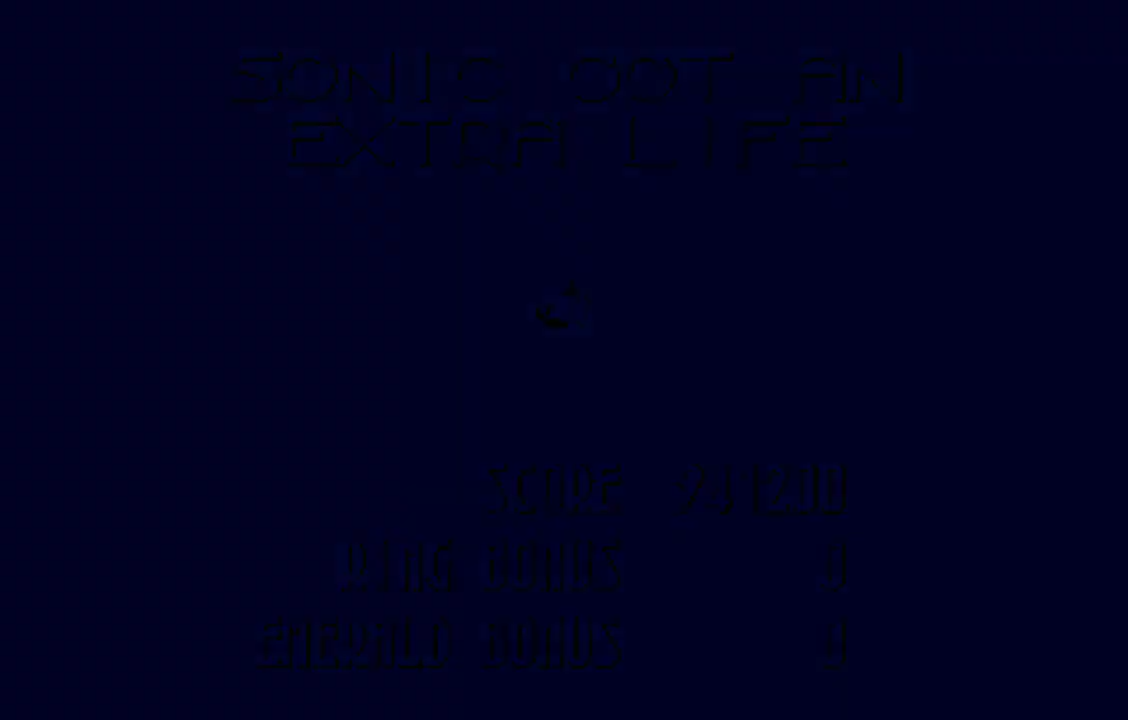 SONIC GOT AN
EXTRA LIFE
SCORE
RING BONUS 0
EMERALD BONUS 0